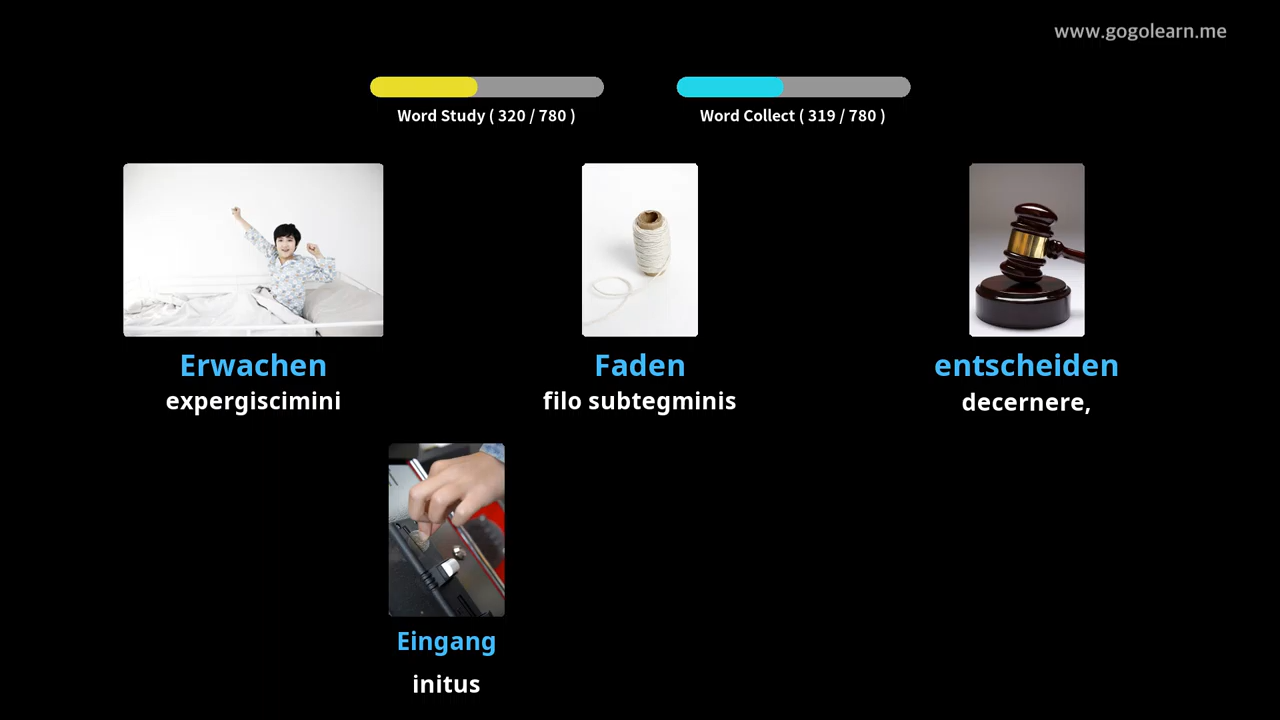 www.gogolearn.me
Word Study ( 320 / 780 )
Word Collect ( 319 / 780 )
Erwachen
expergiscimini
Faden
filo subtegminis
entscheiden
decernere,
Eingang
initus